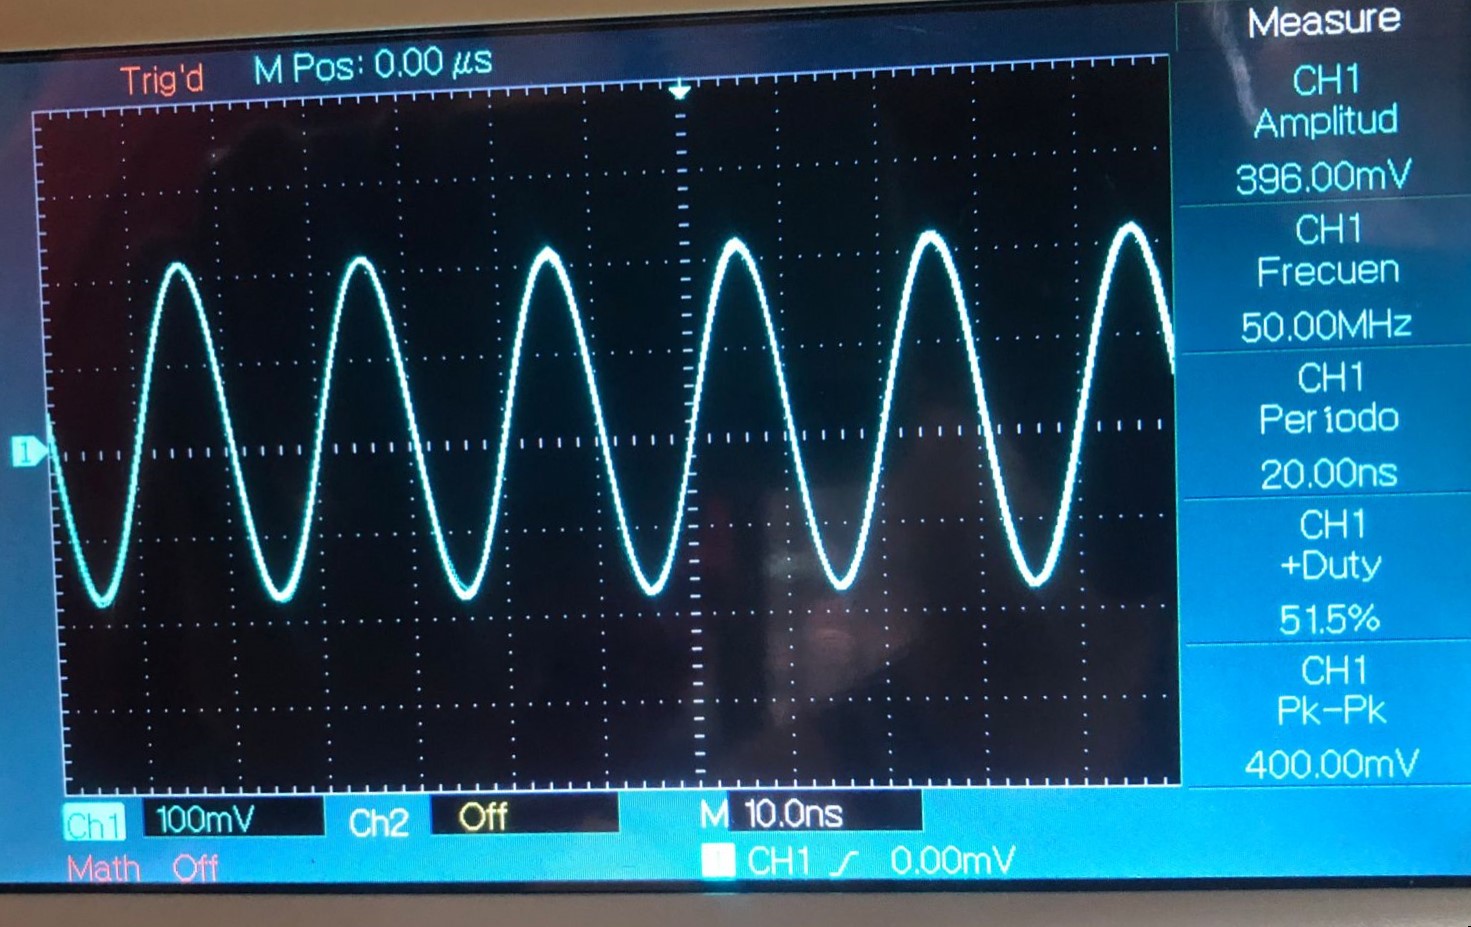 Trig'd M Pos: 0.00 μs
Measure
CH1
Amplitud
396.00mV
CH1
Frecuen
50.00MHz
CH1
Período
20.00ns
CH1
+Duty
51.5%
CH1
Pk-Pk
400.00mV
1
Ch1 100mV Ch2 Off M 10.0ns
Math Off CH1 0.00mV